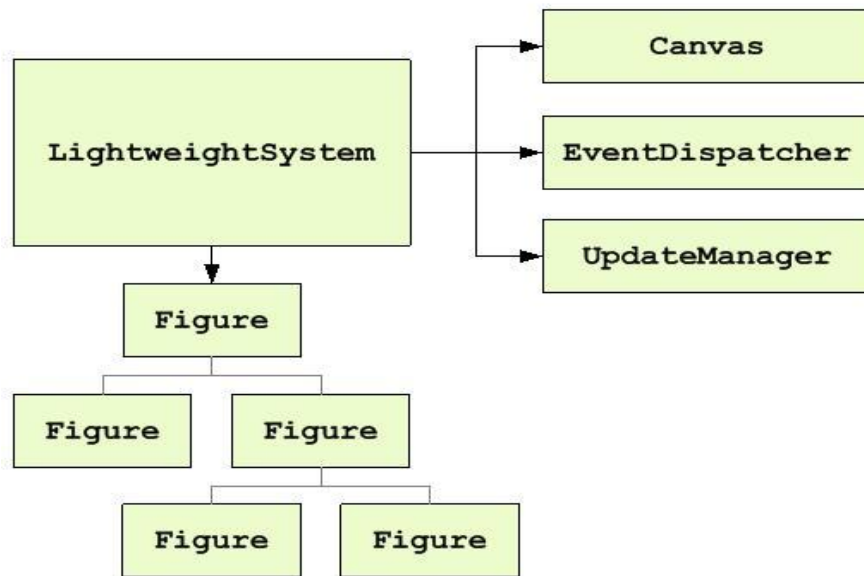 Canvas
LightweightSystem
EventDispatcher
UpdateManager
Figure
Figure
Figure
Figure
Figure